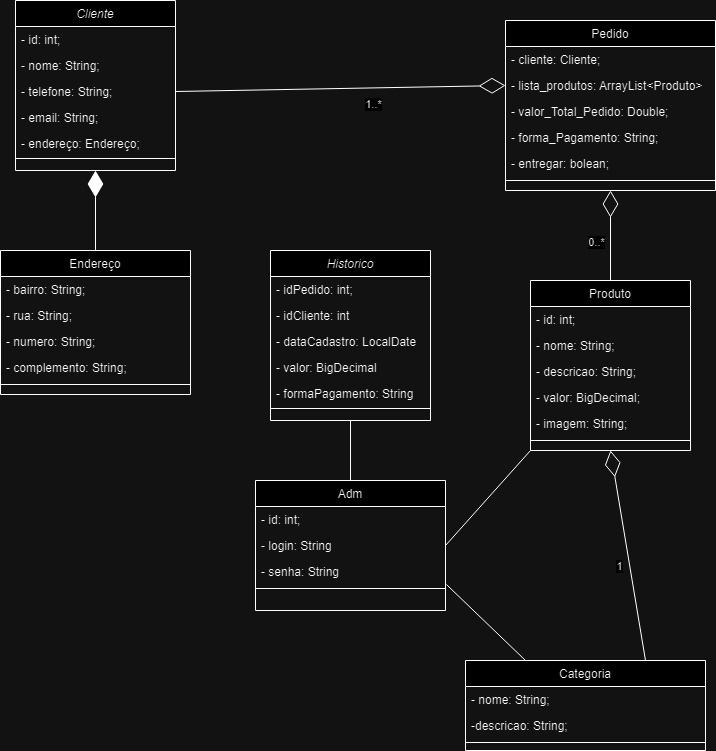 Cliente
- id: int;
- nome: String;
- telefone: String;
- email: String;
- endereço: Endereço;
Pedido
- cliente: Cliente;
- lista_produtos: ArrayList<Produto>
- valor_Total_Pedido: Double;
- forma_Pagamento: String;
- entregar: bolean;
1..*
0..*
Endereço
- bairro: String;
- rua: String;
- numero: String;
- complemento: String;
Historico
- idPedido: int;
- idCliente: int
- dataCadastro: LocalDate
- valor: BigDecimal
- formaPagamento: String
Produto
- id: int;
- nome: String;
- descricao: String;
- valor: BigDecimal;
- imagem: String;
Adm
- id: int;
- login: String
- senha: String
1
Categoria
- nome: String;
-descricao: String;